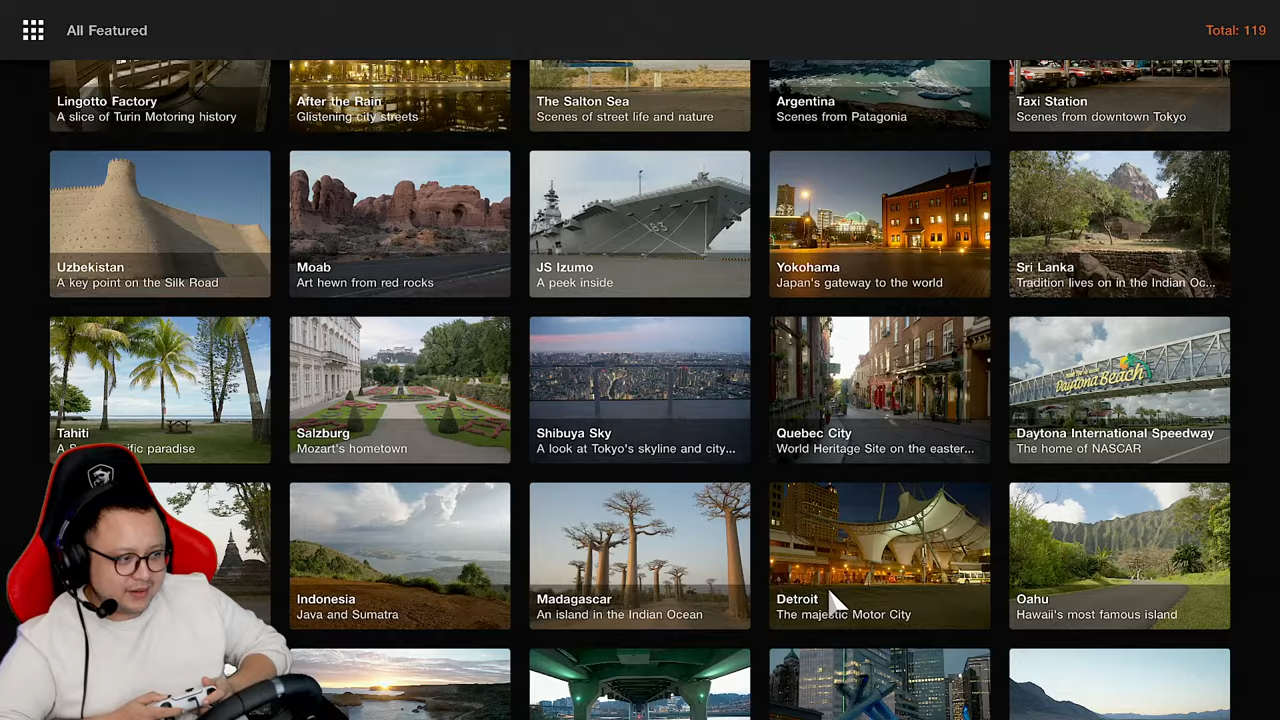 All Featured
Total: 119
Lingotto Factory
A slice of Turin Motoring history
After the Rain
Glistening city streets
The Salton Sea
Scenes of street life and nature
Argentina
Scenes from Patagonia
Taxi Station
Scenes from downtown Tokyo
Uzbekistan
A key point on the Silk Road
Moab
Art hewn from red rocks
JS Izumo
A peek inside
Yokohama
Japan's gateway to the world
Sri Lanka
Tradition lives on in the Indian Oc...
Tahiti
paradise
Salzburg
Mozart's hometown
Shibuya Sky
A look at Tokyo's skyline and city...
Quebec City
World Heritage Site on the easter...
Daytona Beach
Daytona International Speedway
The home of NASCAR
Indonesia
Java and Sumatra
Madagascar
An island in the Indian Ocean
Detroit
The majestic Motor City
Oahu
Hawaii's most famous island
83